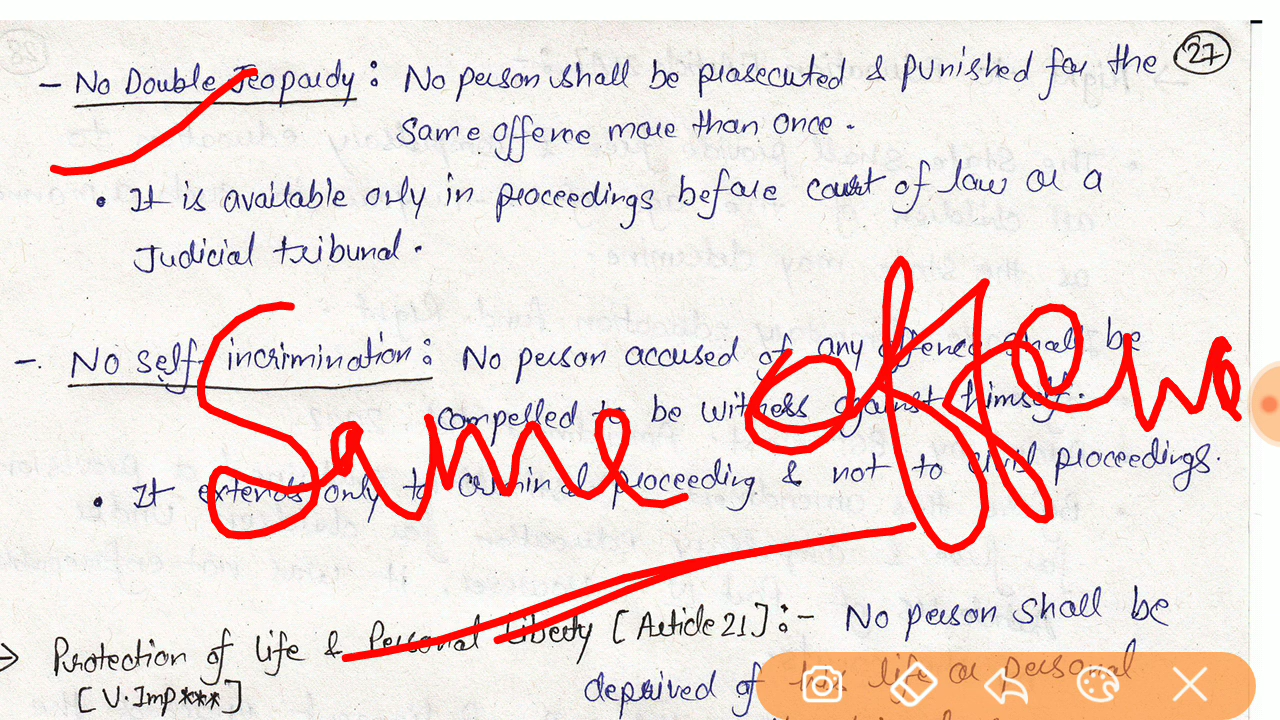 27
- No Double Jeopardy : No person shall be prosecuted & punished for the
same offence more than once.
• It is available only in proceedings before court of law or a
Judicial tribunal.
- No self incrimination : No person accused of any offence shall be
compelled to be witness against himself.
• It extends only to criminal proceeding & not to civil proceedings.
Same offence
→ Protection of life & Personal Liberty [Article 21] :- No person shall be
[V.Imp***]
deprived of his life or personal